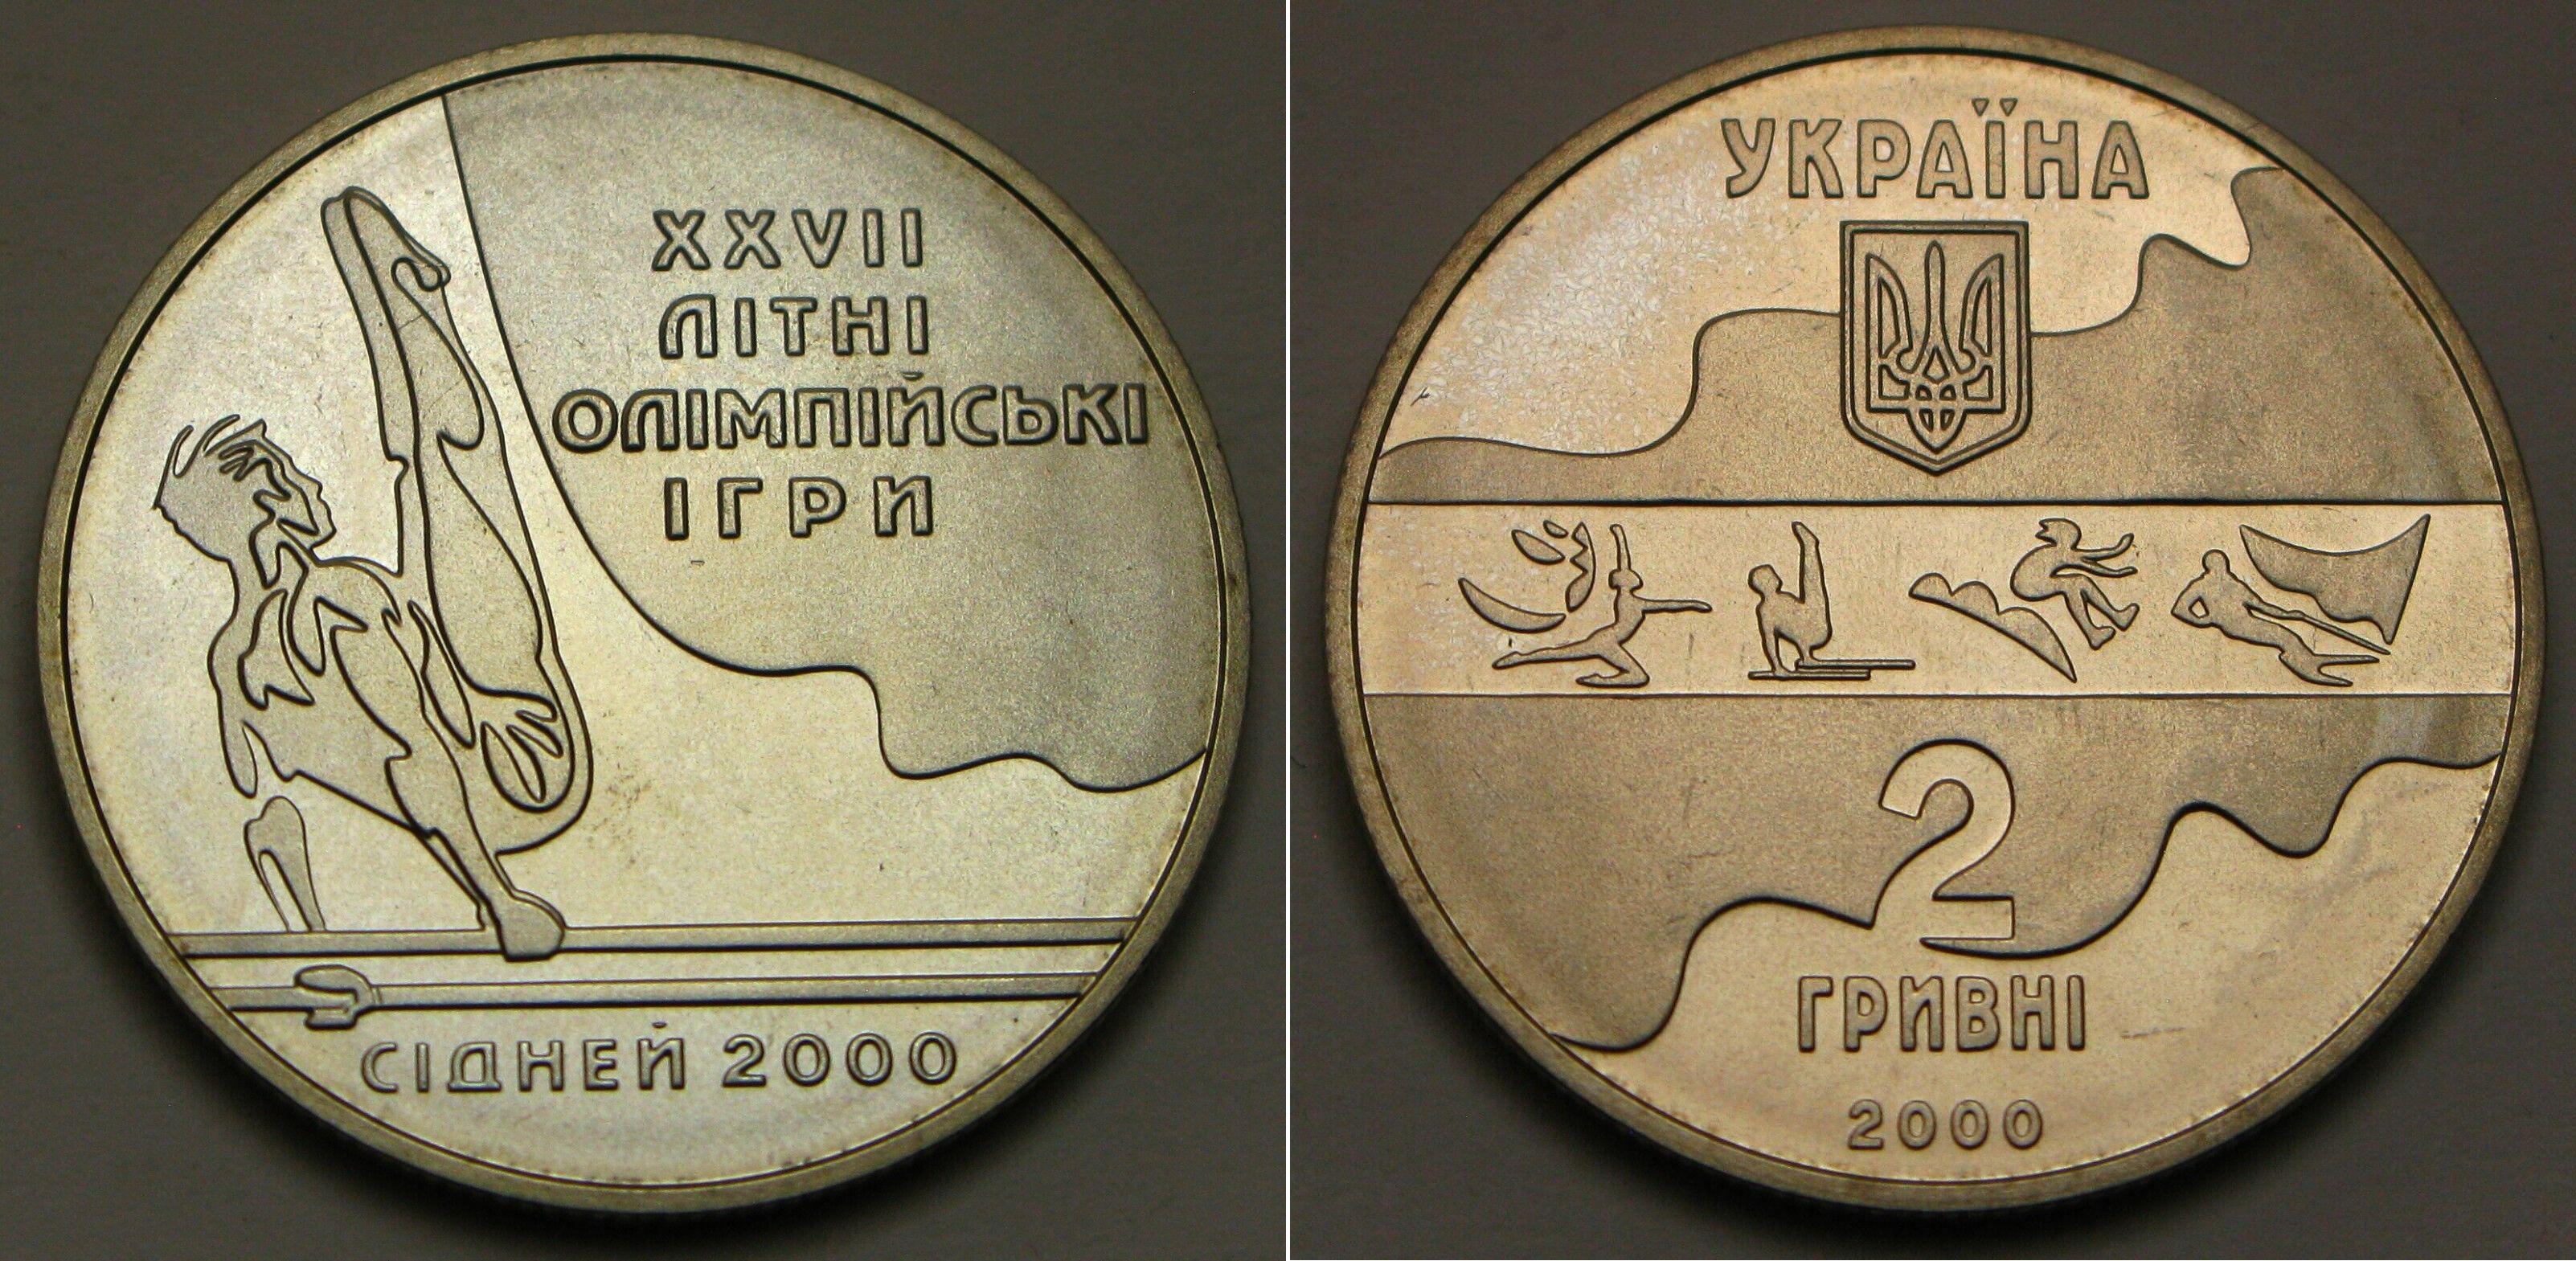 XXVII
ЛІТНІ
ОЛІМПІЙСЬКІ
ІГРИ
СІДНЕЙ 2000
УКРАЇНА
2
ГРИВНІ
2000